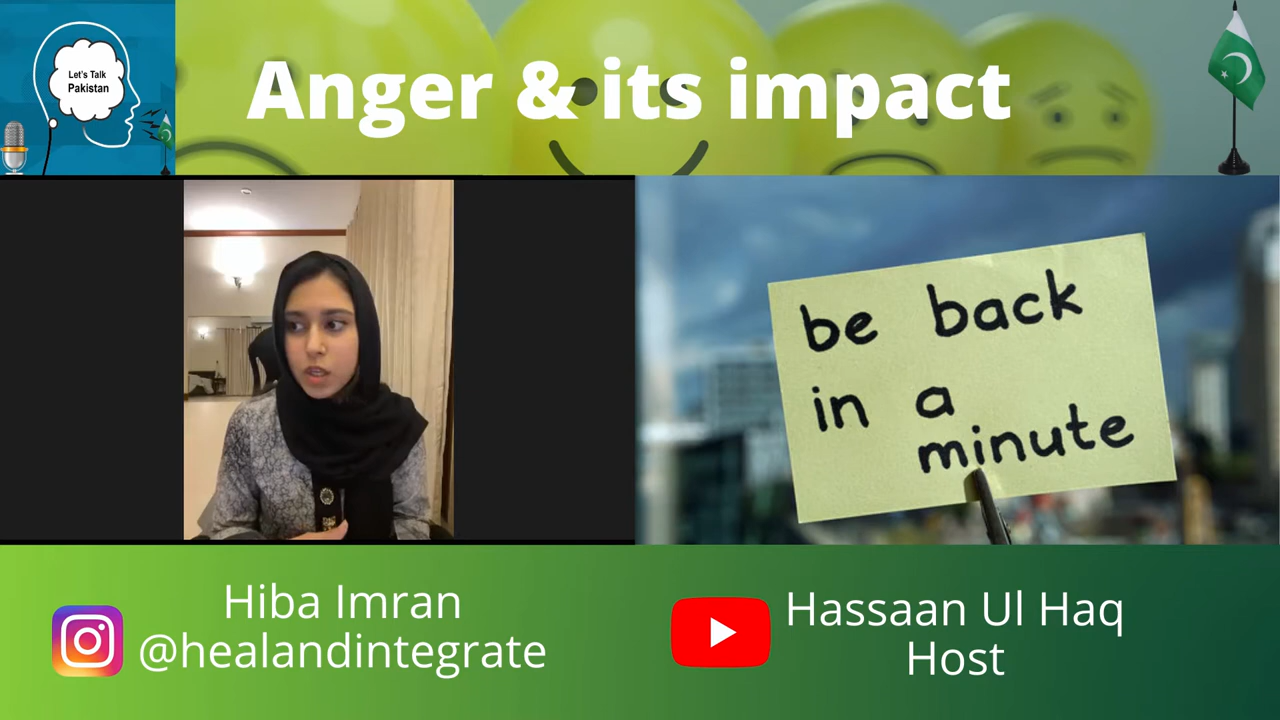 Let's Talk
Pakistan
Anger & its impact
be back
in a
minute
Hiba Imran
@healandintegrate
Hassaan Ul Haq
Host